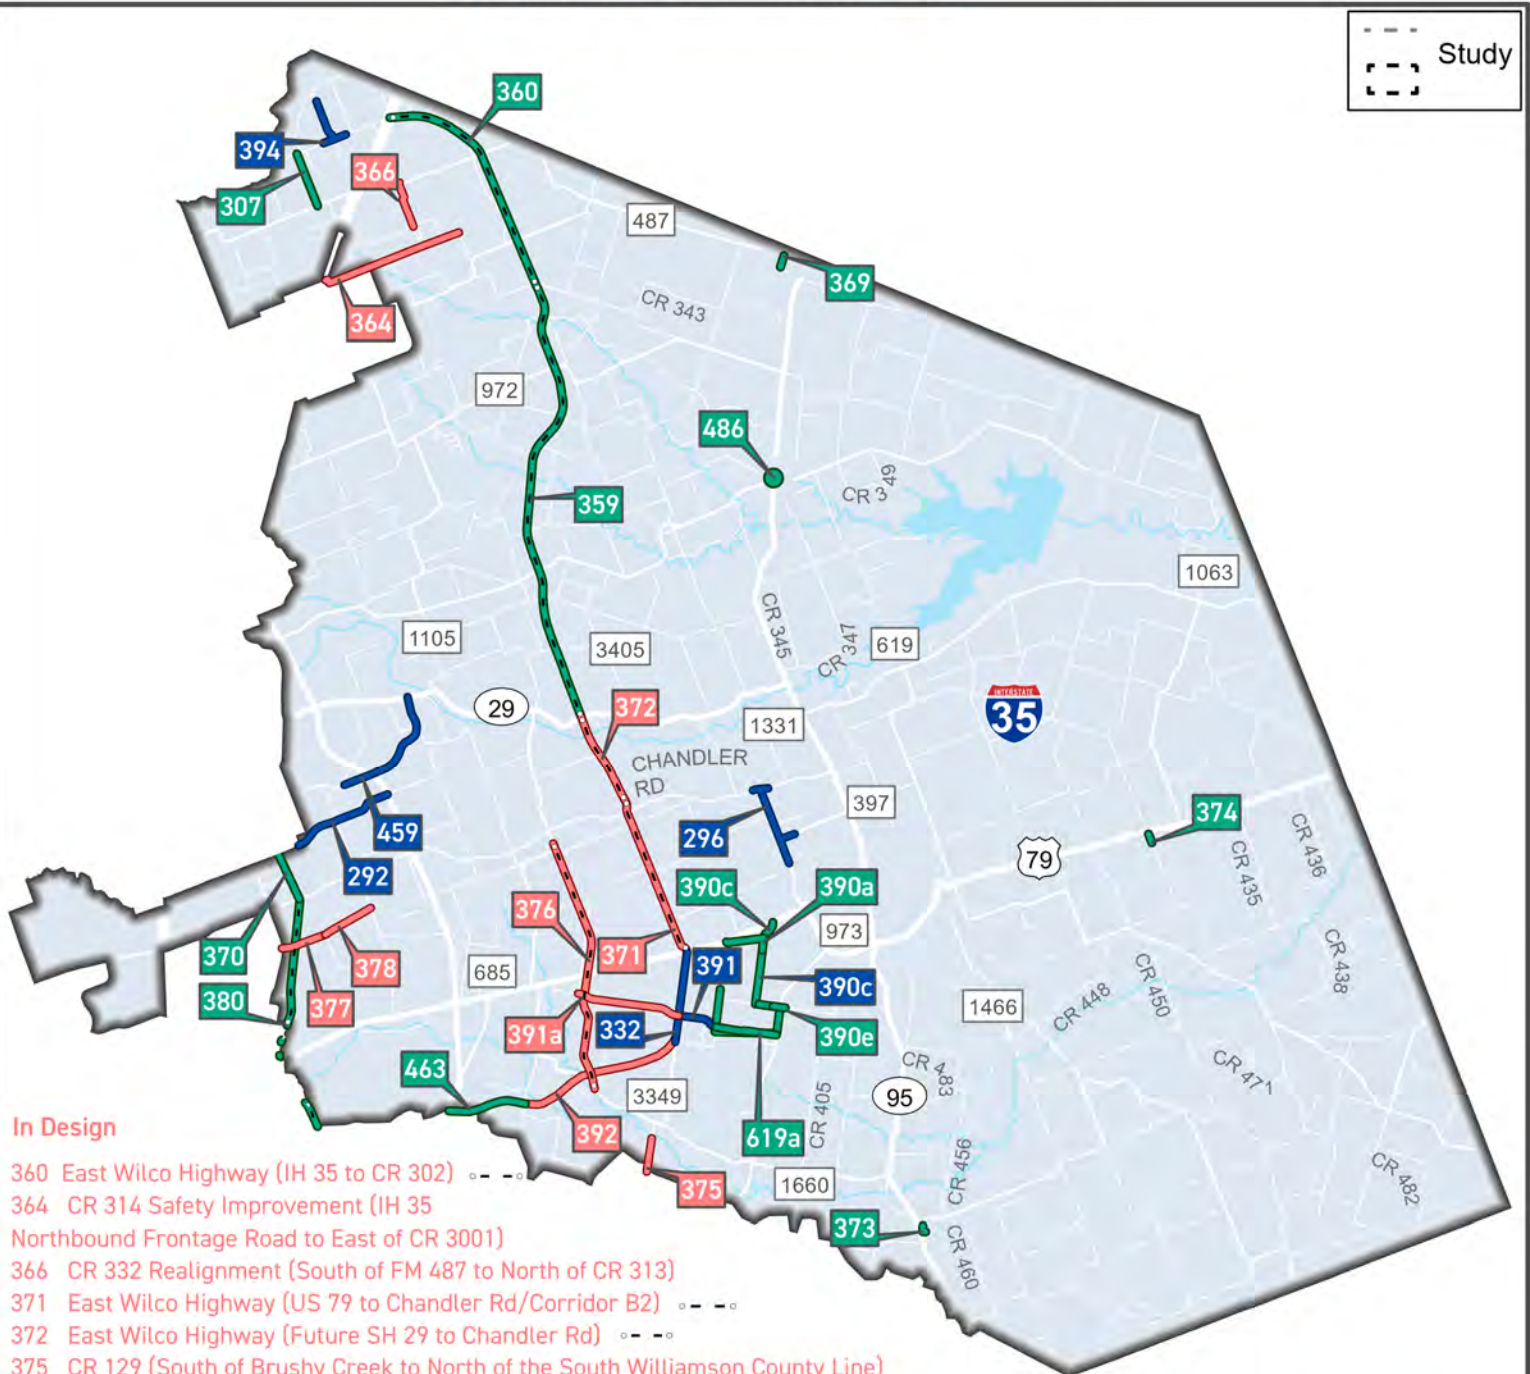 Study
360
394
366
307
487
369
CR 343
364
972
486
CR 349
359
1063
CR 345
1105
3405
CR 347
619
29
372
INTERSTATE
35
1331
CHANDLER
RD
397
296
374
459
79
CR 436
292
CR 435
390c
390a
376
973
370
378
371
391
685
390c
CR 438
380
377
CR 450
1466
CR 448
391a
332
390e
463
CR 483
CR 471
3349
95
CR 405
In Design
392
619a
360 East Wilco Highway (IH 35 to CR 302)
CR 456
CR 482
375
1660
364 CR 314 Safety Improvement (IH 35
Northbound Frontage Road to East of CR 3001)
373
CR 460
366 CR 332 Realignment (South of FM 487 to North of CR 313)
371 East Wilco Highway (US 79 to Chandler Rd/Corridor B2)
372 East Wilco Highway (Future SH 29 to Chandler Rd)
375 CR 129 (South of Brushy Creek to North of the South Williamson County Line)